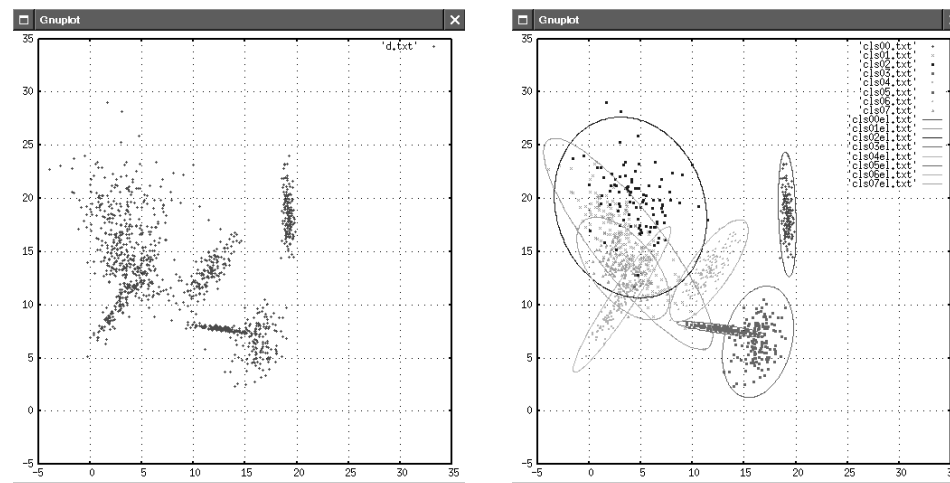 Gnuplot
'd.txt'
35
30
25
20
15
10
5
0
-5
-5 0 5 10 15 20 25 30 35
Gnuplot
'cls00.txt'
'cls01.txt'
'cls02.txt'
'cls03.txt'
'cls04.txt'
'cls05.txt'
'cls06.txt'
'cls07.txt'
'cls00el.txt'
'cls01el.txt'
'cls02el.txt'
'cls03el.txt'
'cls04el.txt'
'cls05el.txt'
'cls06el.txt'
'cls07el.txt'
35
30
25
20
15
10
5
0
-5
-5 0 5 10 15 20 25 30 3